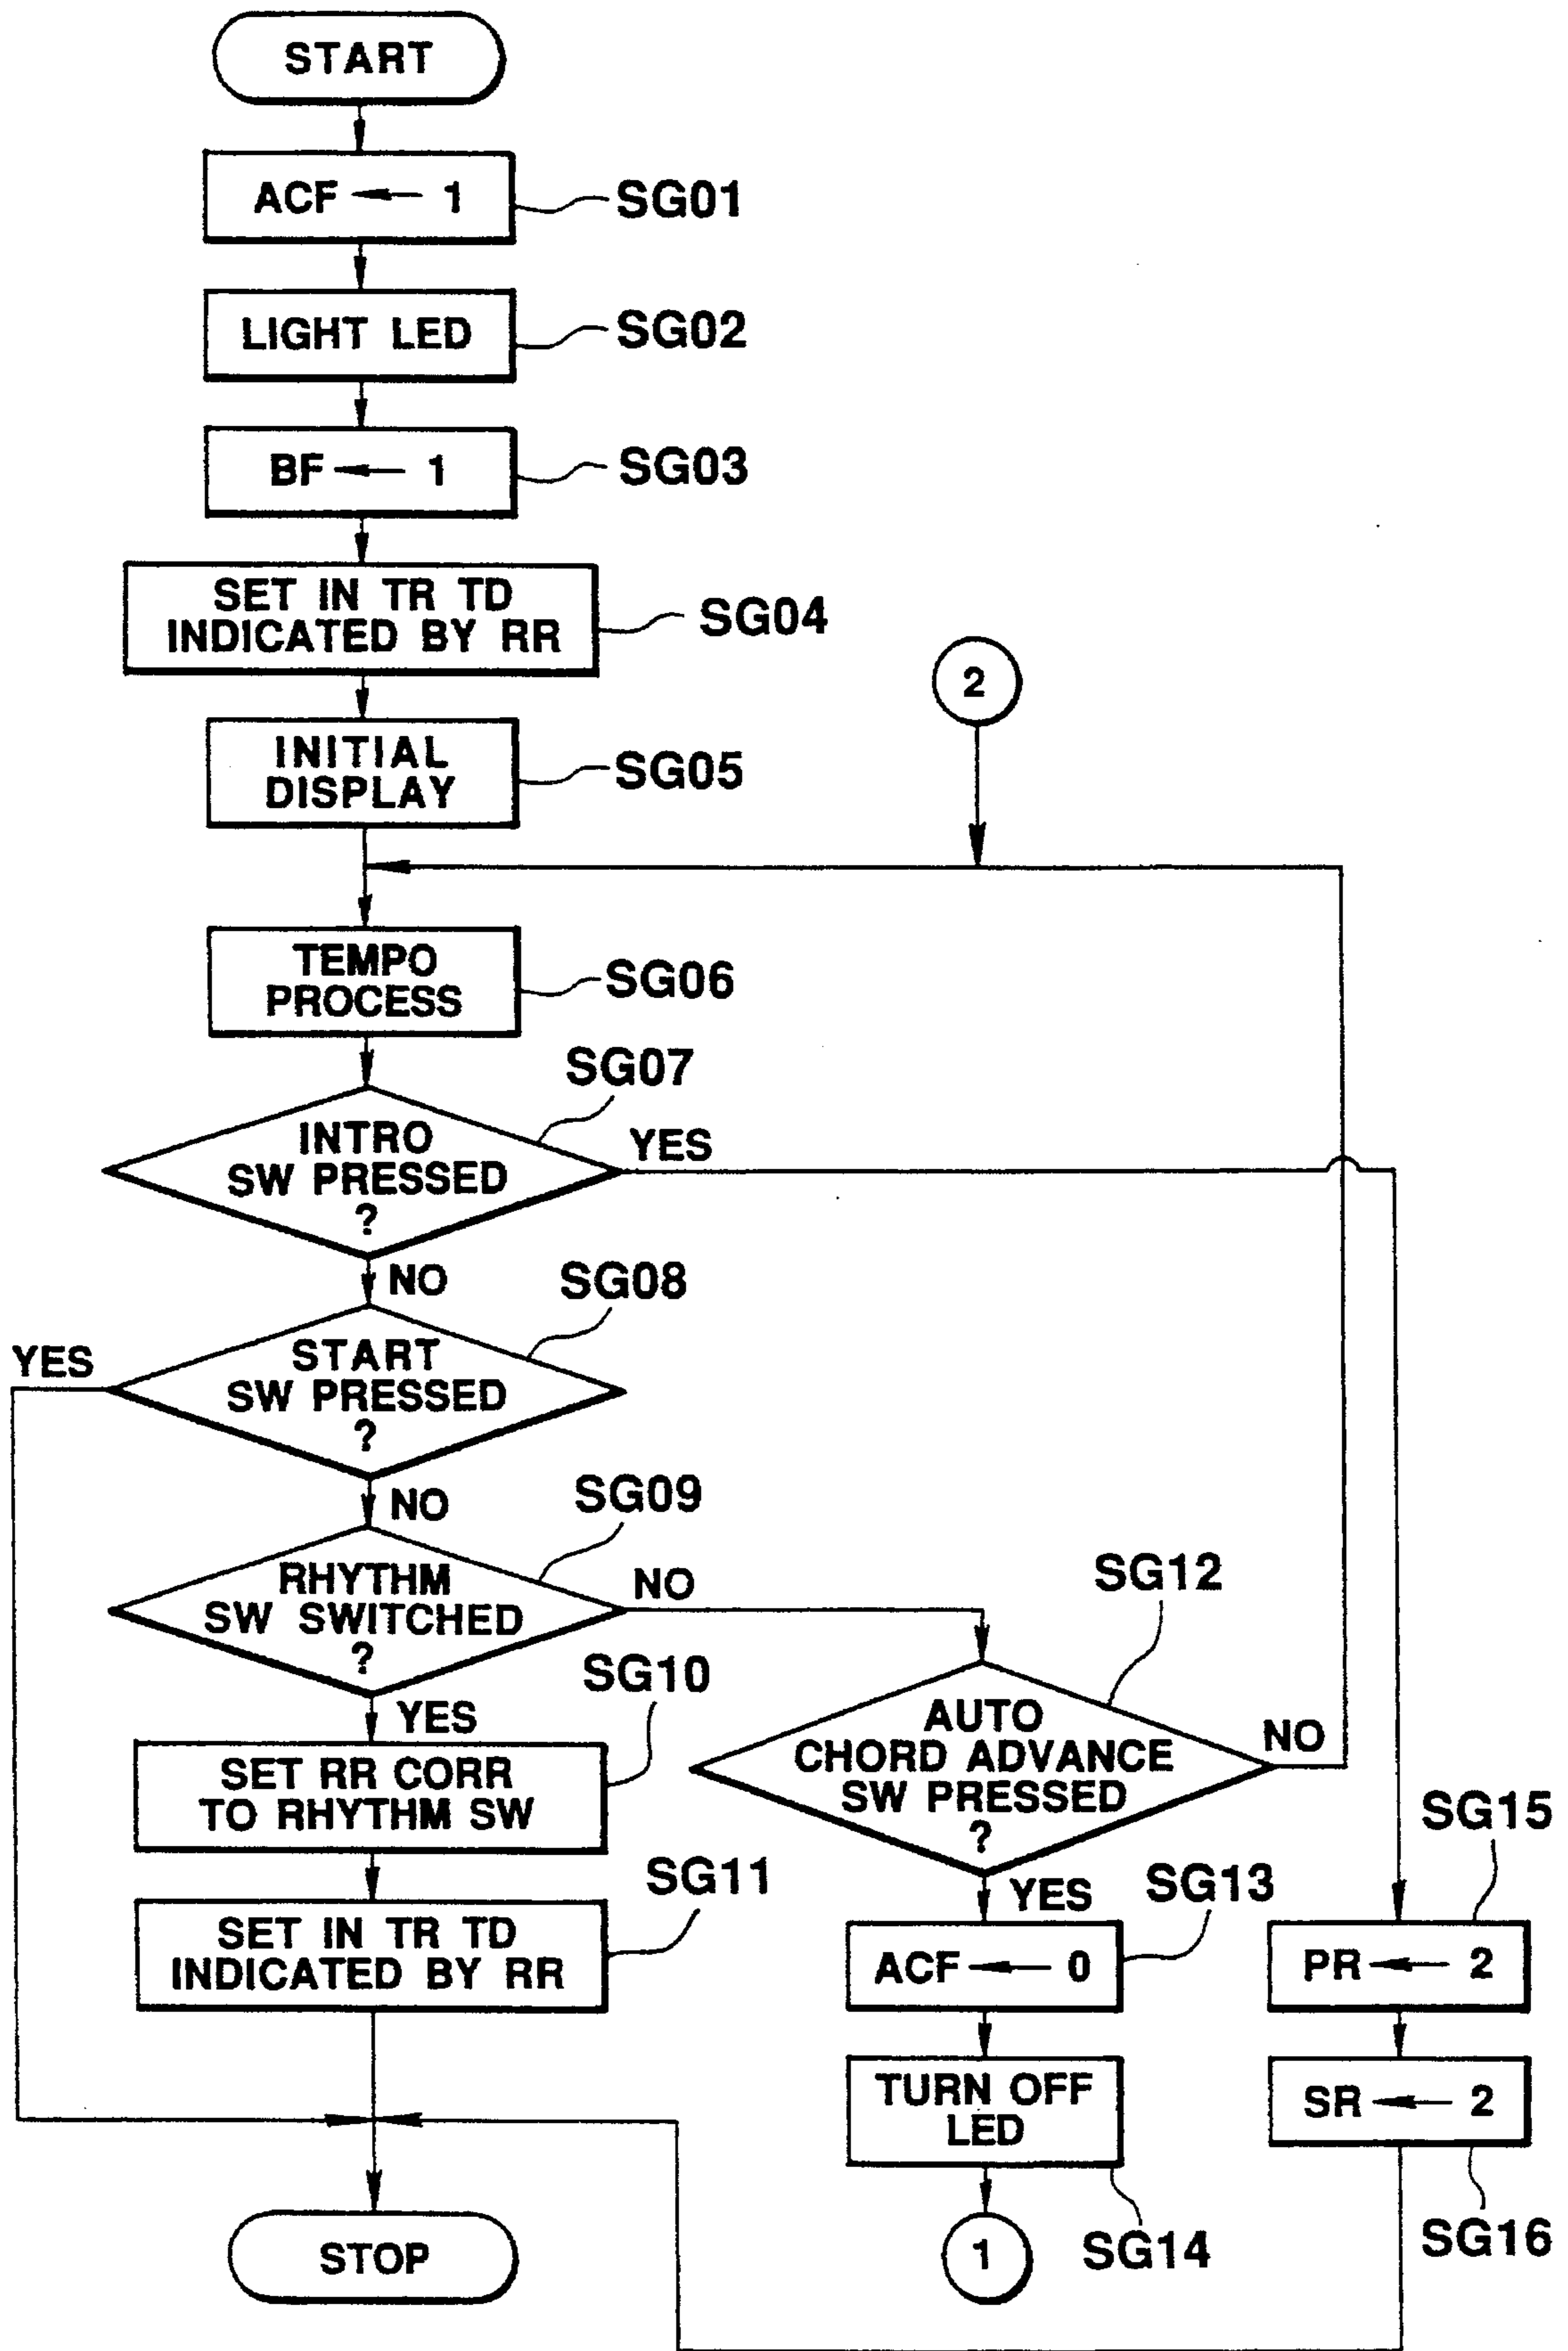 START
ACF ← 1
SG01
LIGHT LED
SG02
BF ← 1
SG03
SET IN TR TD
INDICATED BY RR
SG04
2
INITIAL
DISPLAY
SG05
TEMPO
PROCESS
SG06
SG07
INTRO
SW PRESSED
?
YES
NO
SG08
YES
START
SW PRESSED
?
NO
SG09
RHYTHM
SW SWITCHED
?
NO
YES
SG10
SET RR CORR
TO RHYTHM SW
SG11
SET IN TR TD
INDICATED BY RR
STOP
SG12
AUTO
CHORD ADVANCE
SW PRESSED
?
NO
YES
SG13
ACF ← 0
TURN OFF
LED
SG14
1
SG15
PR ← 2
SR ← 2
SG16